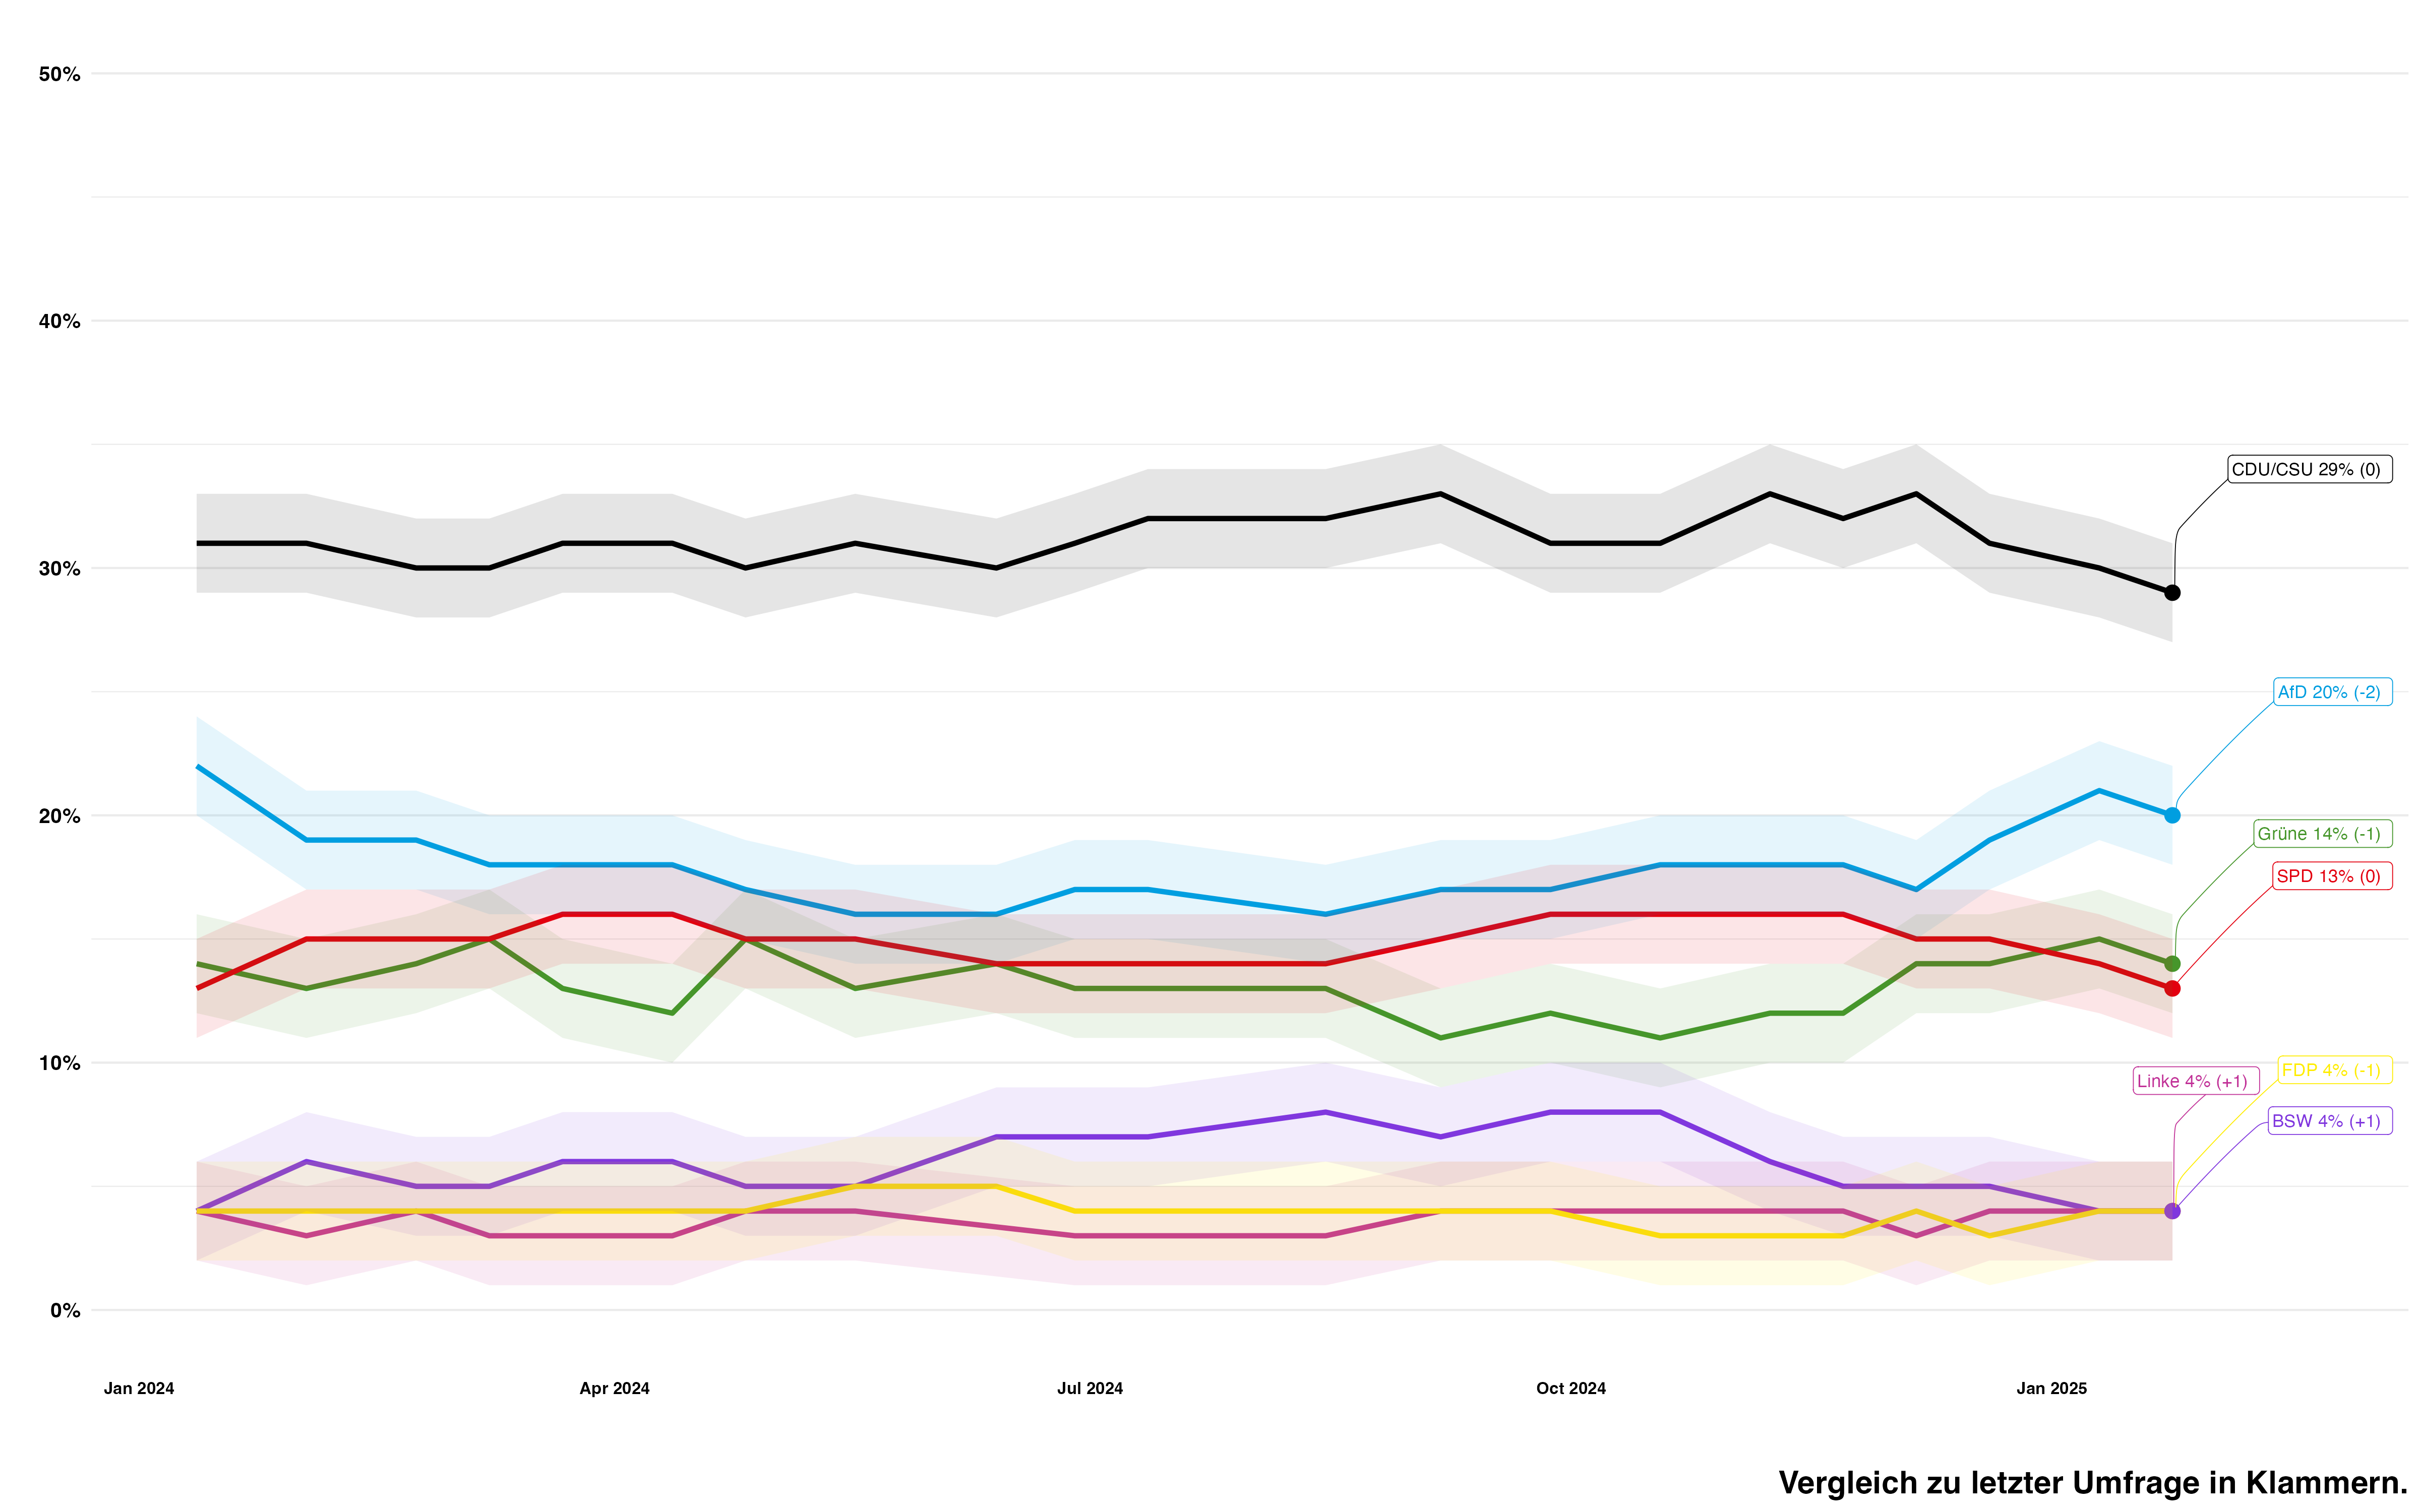 50%
40%
CDU/CSU 29% (0)
30%
AfD 20% (-2)
20%
Grüne 14% (-1)
SPD 13% (0)
10%
FDP 4% (-1)
Linke 4% (+1)
BSW 4% (+1)
0%
Jan 2024 Apr 2024 Jul 2024 Oct 2024 Jan 2025
Vergleich zu letzter Umfrage in Klammern.